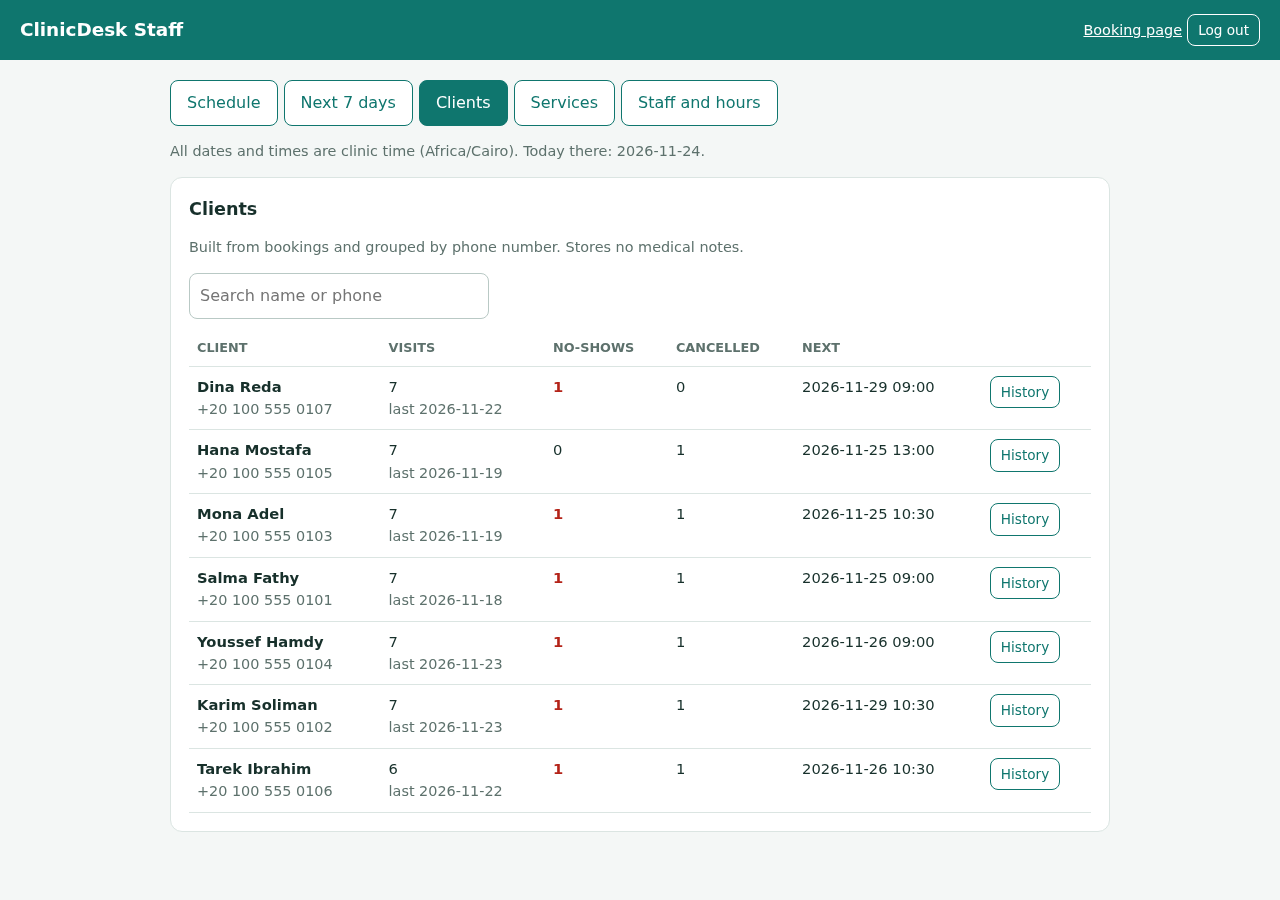 ClinicDesk Staff
Booking page
Log out
Schedule
Next 7 days
Clients
Services
Staff and hours
All dates and times are clinic time (Africa/Cairo). Today there: 2026-11-24.
Clients
Built from bookings and grouped by phone number. Stores no medical notes.
Search name or phone
CLIENT VISITS NO-SHOWS CANCELLED NEXT
Dina Reda 7 1 0 2026-11-29 09:00 History
+20 100 555 0107 last 2026-11-22
Hana Mostafa 7 0 1 2026-11-25 13:00 History
+20 100 555 0105 last 2026-11-19
Mona Adel 7 1 1 2026-11-25 10:30 History
+20 100 555 0103 last 2026-11-19
Salma Fathy 7 1 1 2026-11-25 09:00 History
+20 100 555 0101 last 2026-11-18
Youssef Hamdy 7 1 1 2026-11-26 09:00 History
+20 100 555 0104 last 2026-11-23
Karim Soliman 7 1 1 2026-11-29 10:30 History
+20 100 555 0102 last 2026-11-23
Tarek Ibrahim 6 1 1 2026-11-26 10:30 History
+20 100 555 0106 last 2026-11-22